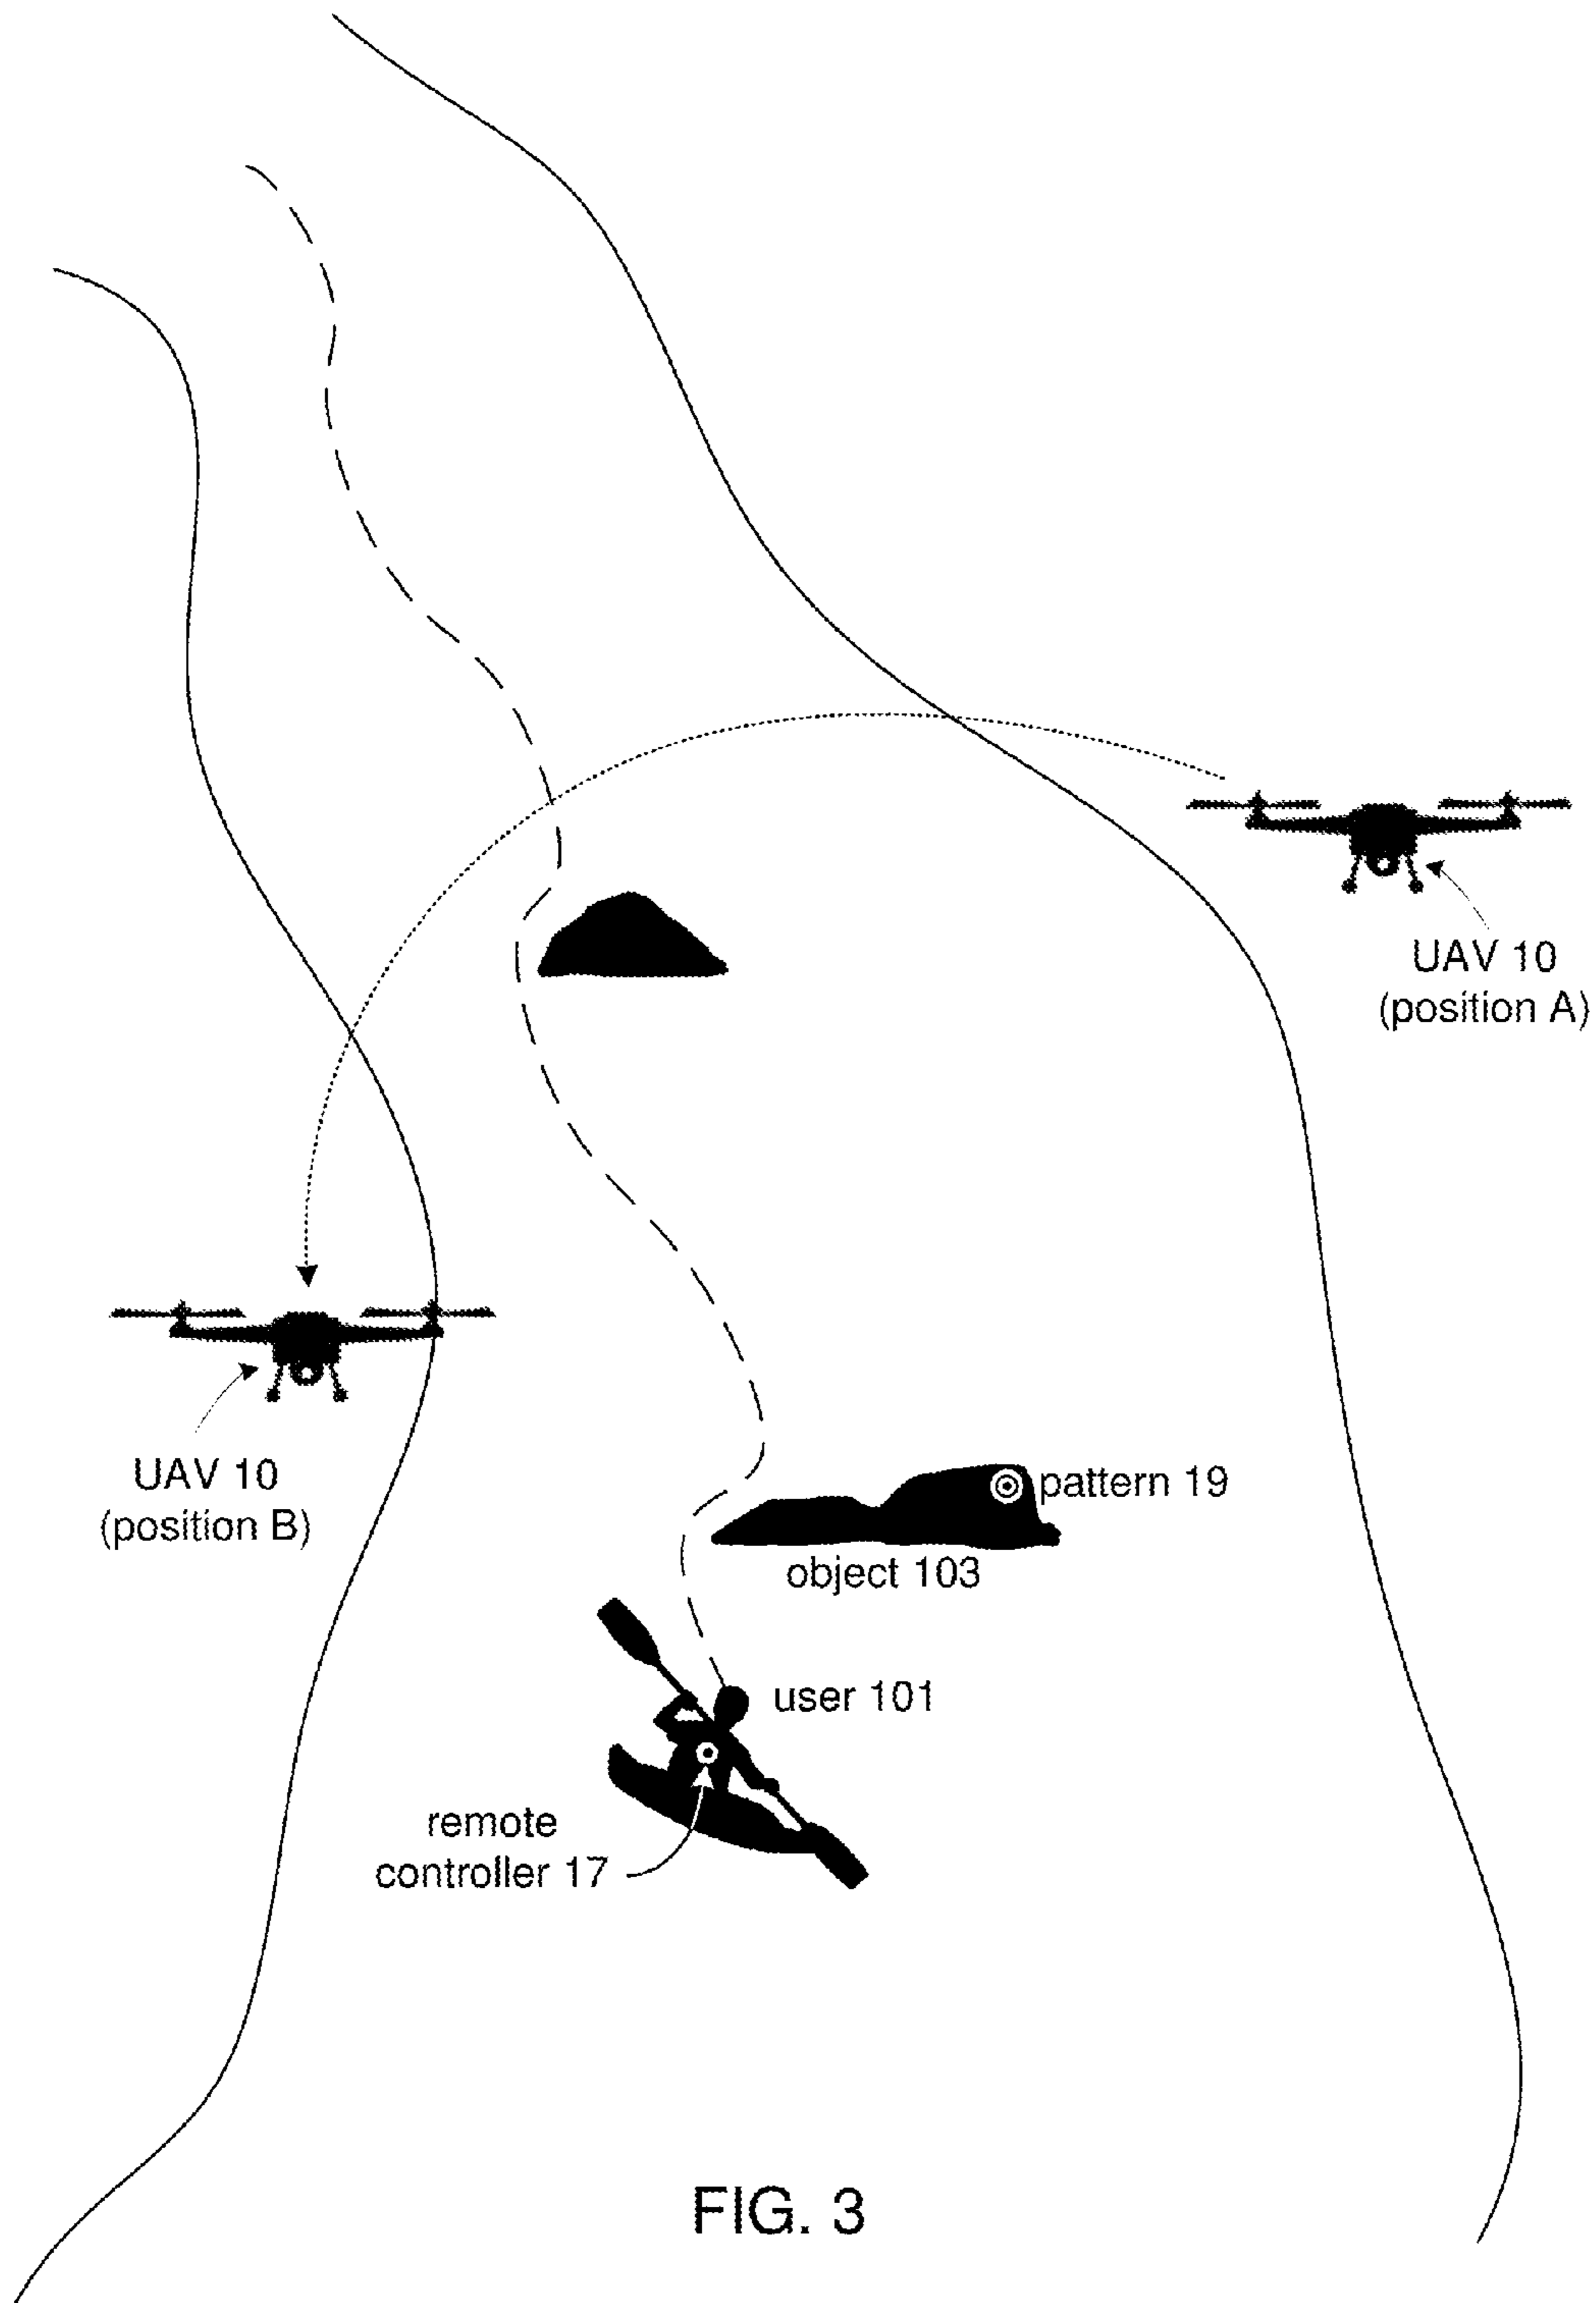 UAV 10
(position A)
UAV 10
(position B)
pattern 19
object 103
user 101
remote
controller 17
FIG. 3